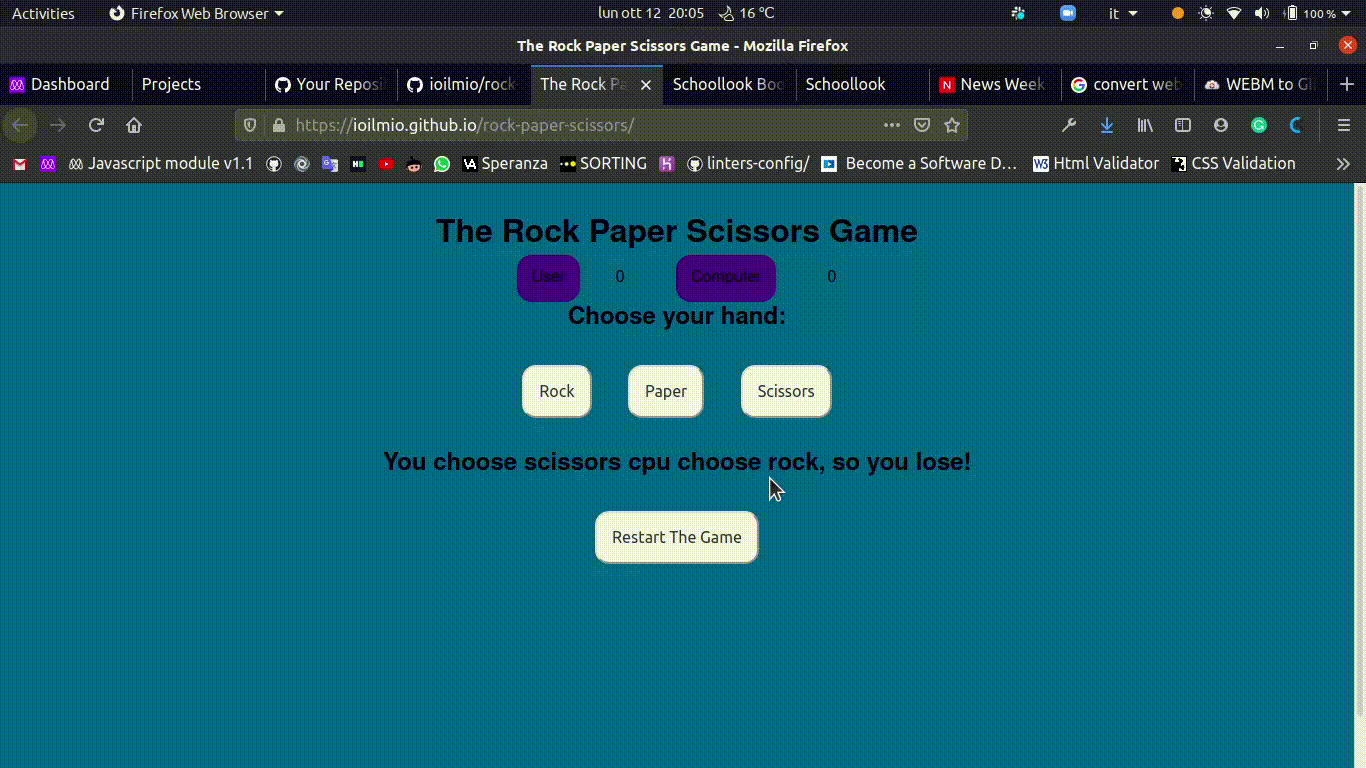 Activities Firefox Web Browser lun ott 12 20:05 16 °C it 100 %
The Rock Paper Scissors Game - Mozilla Firefox
Dashboard Projects Your Reposi ioilmio/rock The Rock Pa Schoollook Boo Schoollook News Week convert web WEBM to GI
https://ioilmio.github.io/rock-paper-scissors/
Javascript module v1.1 Speranza SORTING linters-config/ Become a Software D… Html Validator CSS Validation
The Rock Paper Scissors Game
User 0 Computer 0
Choose your hand:
Rock Paper Scissors
You choose scissors cpu choose rock, so you lose!
Restart The Game